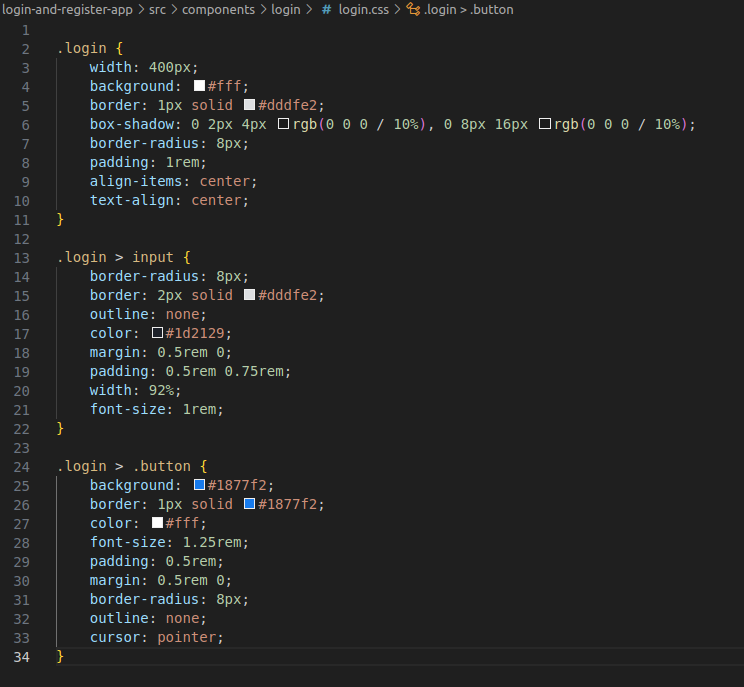 login-and-register-app > src > components > login > # login.css > .login > .button
1
2 .login {
3     width: 400px;
4     background: #fff;
5     border: 1px solid #dddfe2;
6     box-shadow: 0 2px 4px rgb(0 0 0 / 10%), 0 8px 16px rgb(0 0 0 / 10%);
7     border-radius: 8px;
8     padding: 1rem;
9     align-items: center;
10     text-align: center;
11 }
12
13 .login > input {
14     border-radius: 8px;
15     border: 2px solid #dddfe2;
16     outline: none;
17     color: #1d2129;
18     margin: 0.5rem 0;
19     padding: 0.5rem 0.75rem;
20     width: 92%;
21     font-size: 1rem;
22 }
23
24 .login > .button {
25     background: #1877f2;
26     border: 1px solid #1877f2;
27     color: #fff;
28     font-size: 1.25rem;
29     padding: 0.5rem;
30     margin: 0.5rem 0;
31     border-radius: 8px;
32     outline: none;
33     cursor: pointer;
34 }